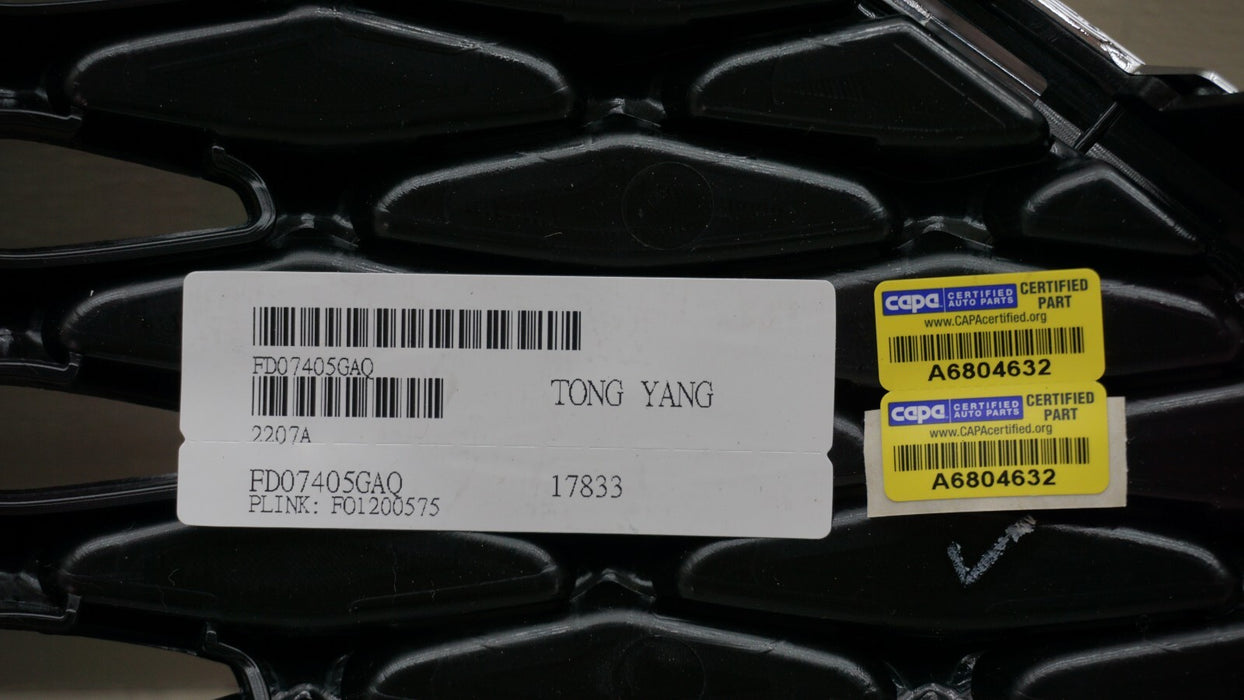 FD07405GAQ
2207A
TONG YANG
FD07405GAQ
17833
PLINK: FO1200575
capa CERTIFIED AUTO PARTS
CERTIFIED PART
www.CAPAcertified.org
A6804632
capa CERTIFIED AUTO PARTS
CERTIFIED PART
www.CAPAcertified.org
A6804632